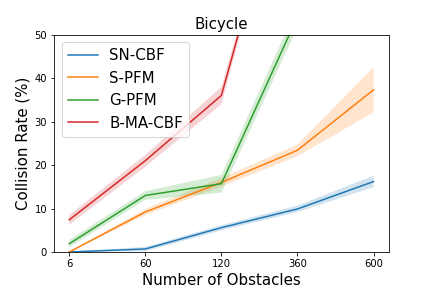 Bicycle
Collision Rate (%)
50
40
30
20
10
0
SN-CBF
S-PFM
G-PFM
B-MA-CBF
6 60 120 360 600
Number of Obstacles